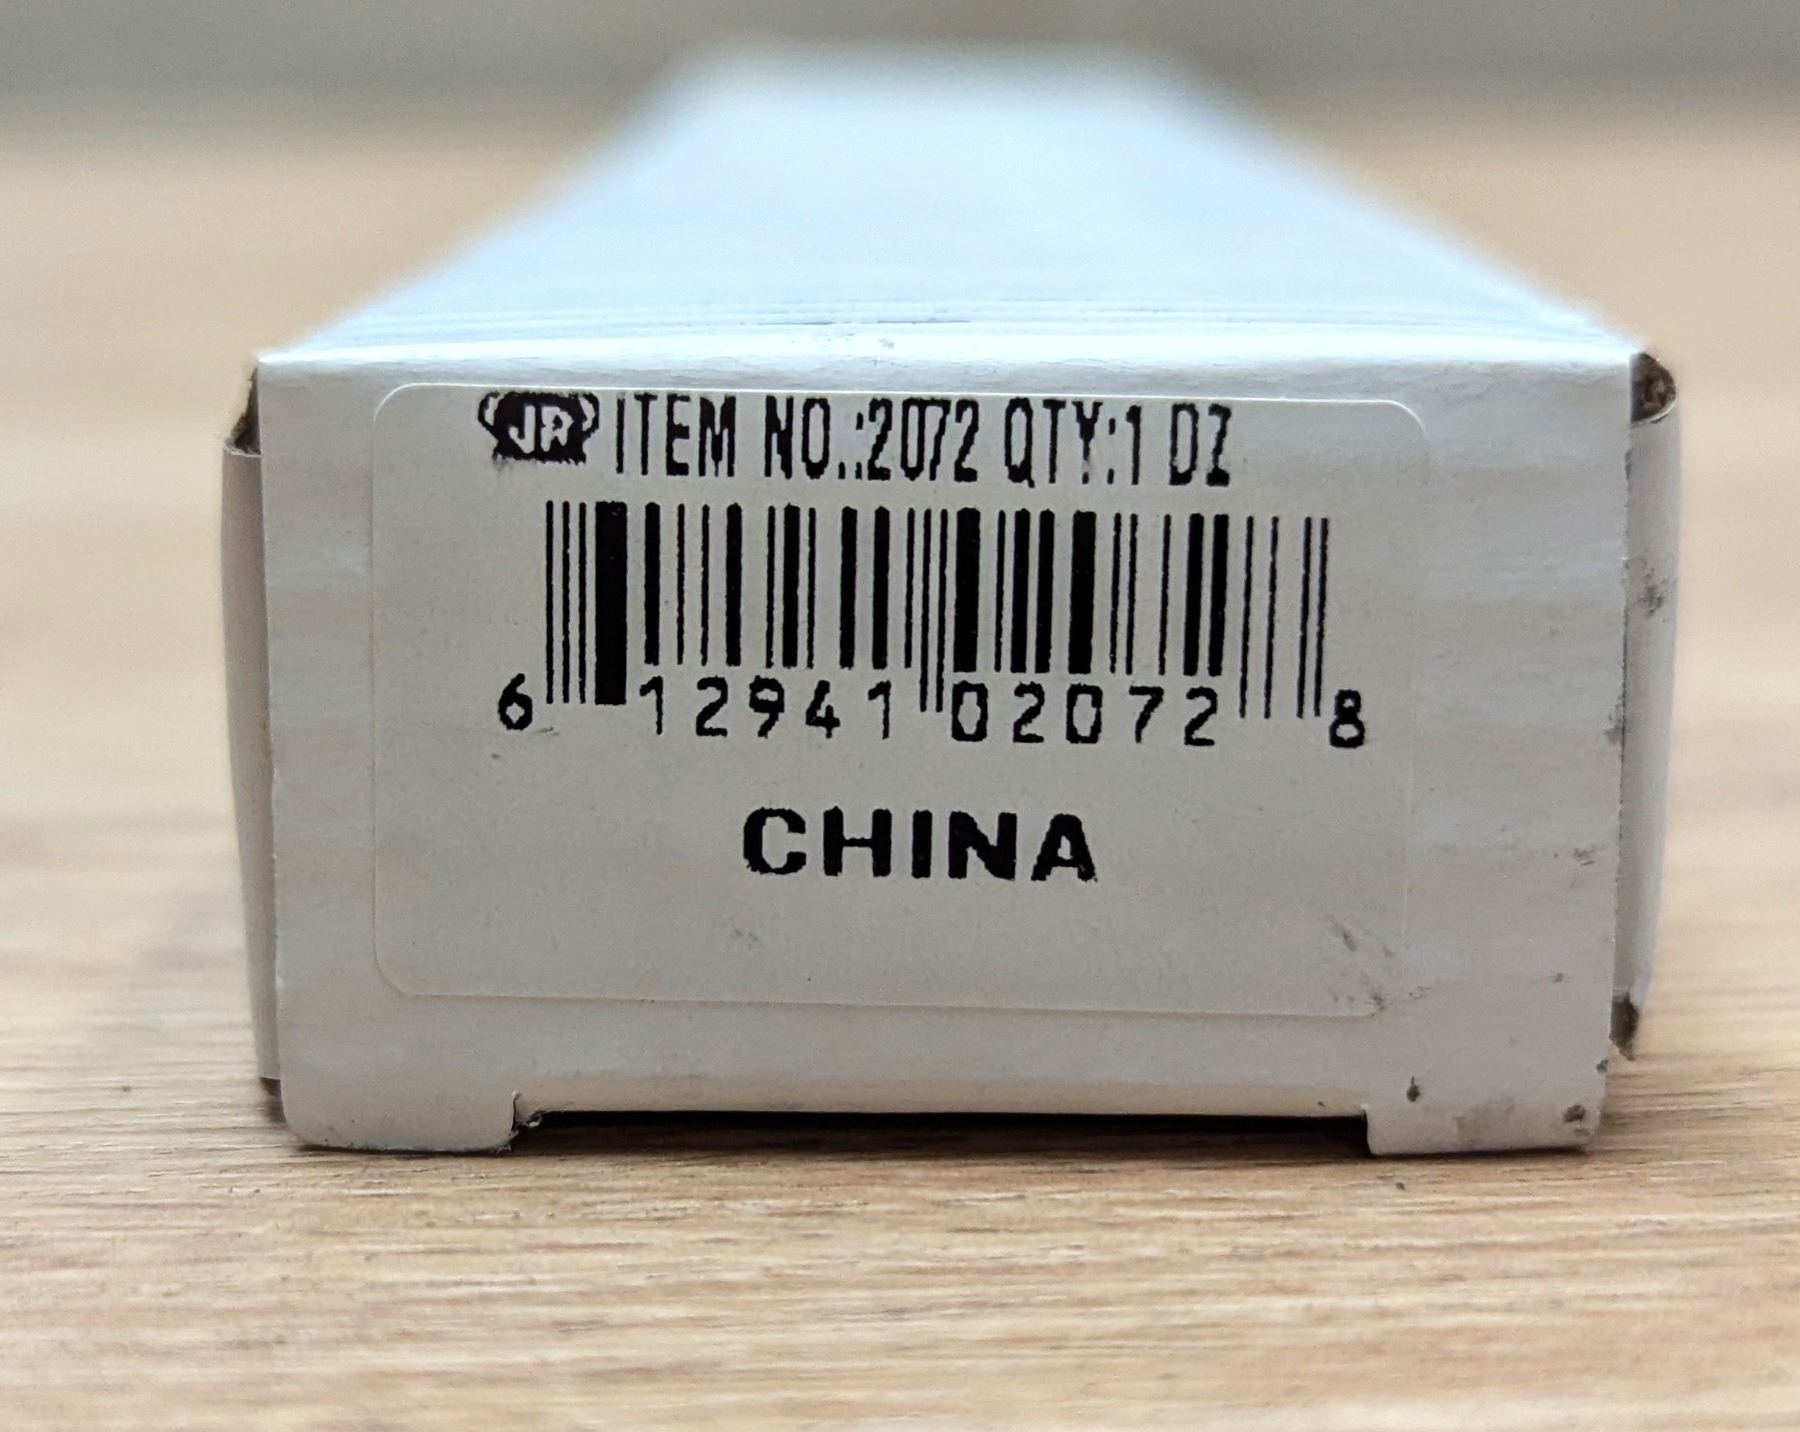 JR ITEM NO.:2072 QTY:1 DZ
6 12941 02072 8
CHINA